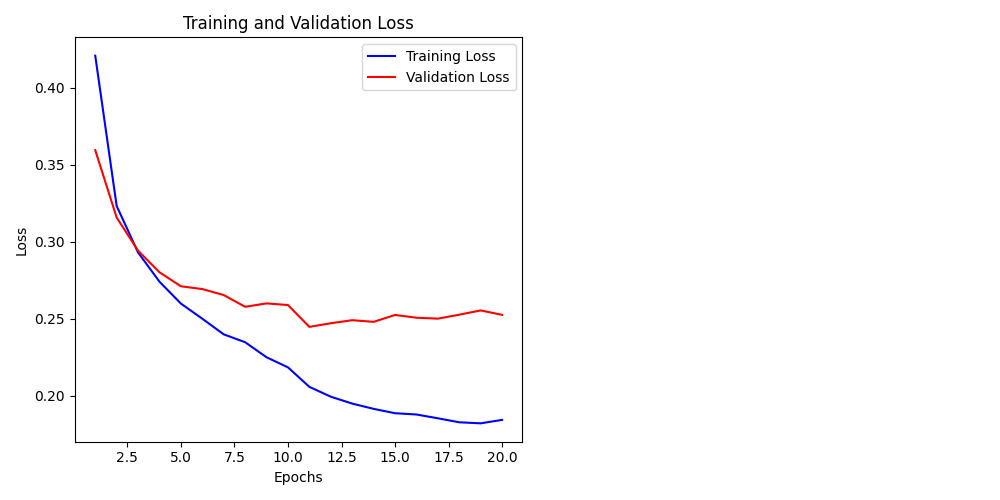 Training and Validation Loss
Training Loss
Validation Loss
0.40
0.35
0.30
0.25
0.20
Loss
2.5 5.0 7.5 10.0 12.5 15.0 17.5 20.0
Epochs